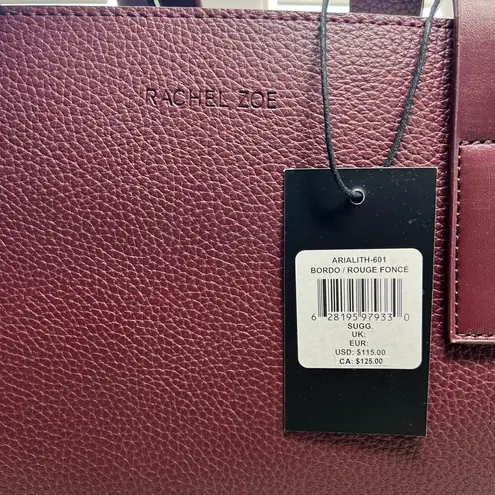 RACHEL ZOE
ARIALITH-601
BORDO / ROUGE FONCÉ
6 28195 97933 0
SUGG.
UK:
EUR:
USD: $115.00
CA: $125.00